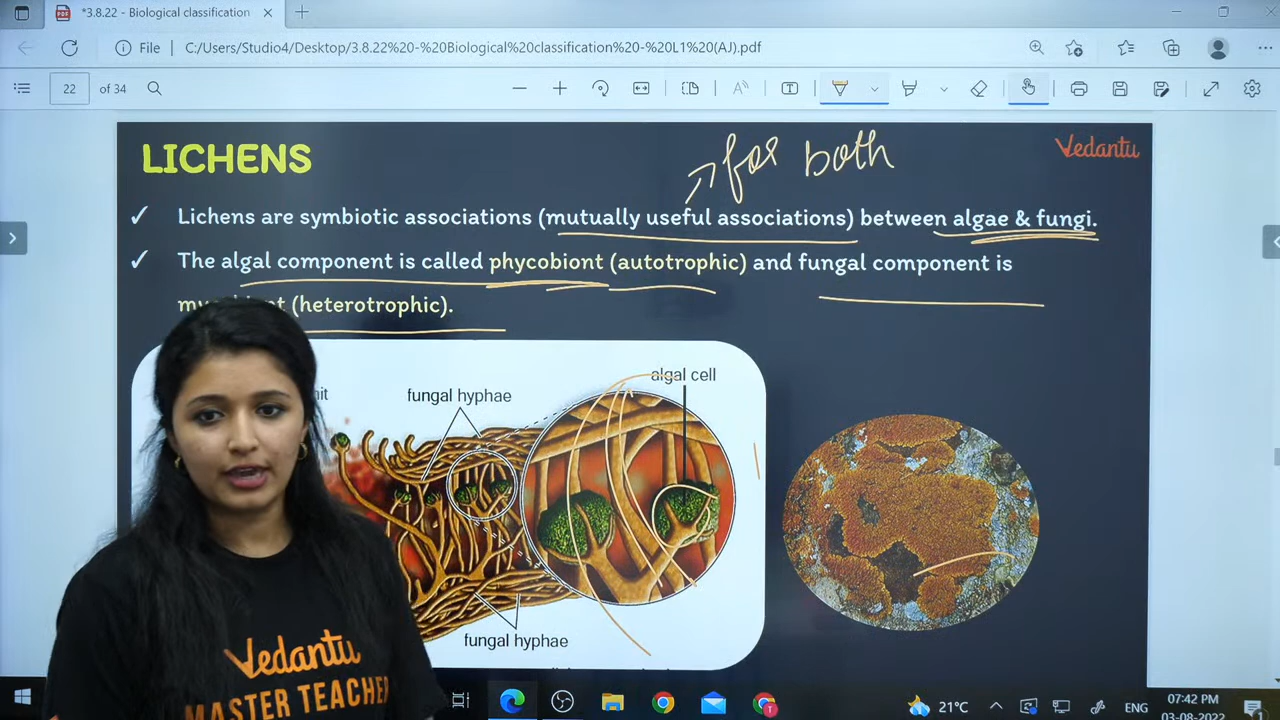 *3.8.22 - Biological classification
File
C:/Users/Studio4/Desktop/3.8.22%20-%20Biological%20classification%20-%20L1%20(AJ).pdf
22 of 34
for both
LICHENS
Vedantu
✓ Lichens are symbiotic associations (mutually useful associations) between algae & fungi.
✓ The algal component is called phycobiont (autotrophic) and fungal component is
(heterotrophic).
algal cell
fungal hyphae
fungal hyphae
Vedantu
MASTER TEACHER
21°C
ENG
07:42 PM
03-08-2022